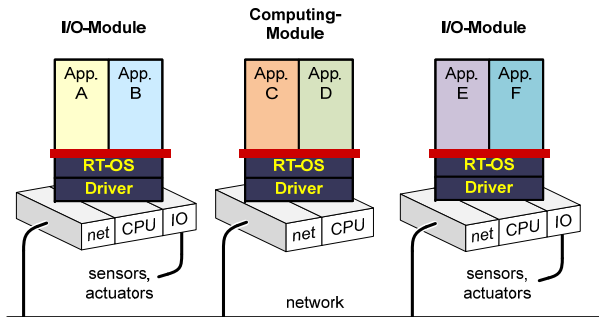 I/O-Module
Computing-
Module
I/O-Module
App.
A
App.
B
App.
C
App.
D
App.
E
App.
F
RT-OS
RT-OS
RT-OS
Driver
Driver
Driver
net CPU IO
net CPU
net CPU IO
sensors,
actuators
sensors,
actuators
network